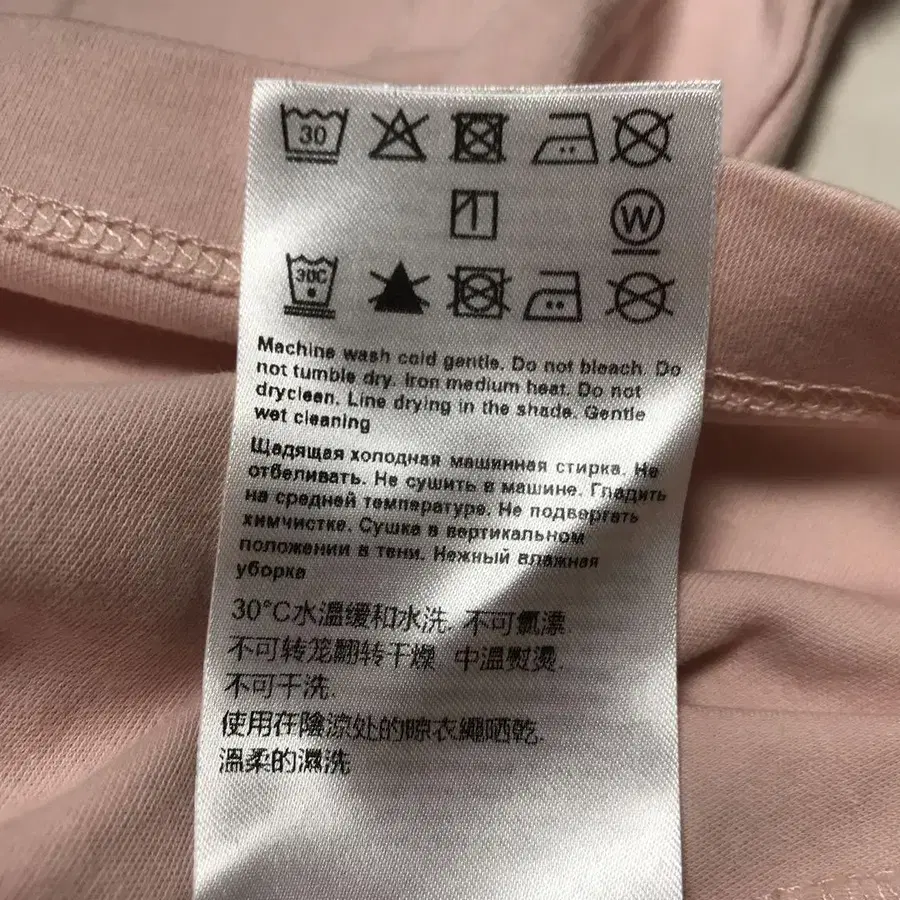 30
W
30C
Machine wash cold gentle. Do not bleach. Do
not tumble dry. Iron medium heat. Do not
dryclean. Line drying in the shade. Gentle
wet cleaning
Щадящая холодная машинная стирка. Не
отбеливать. Не сушить в машине. Гладить
на средней температуре. Не подвергать
химчистке. Сушка в вертикальном
положении в тени. Нежный влажная
уборка
30°C水溫缓和水洗. 不可氯漂.
不可转笼翻转干燥 中溫熨燙.
不可干洗.
使用在陰涼处的晾衣繩晒乾.
溫柔的濕洗